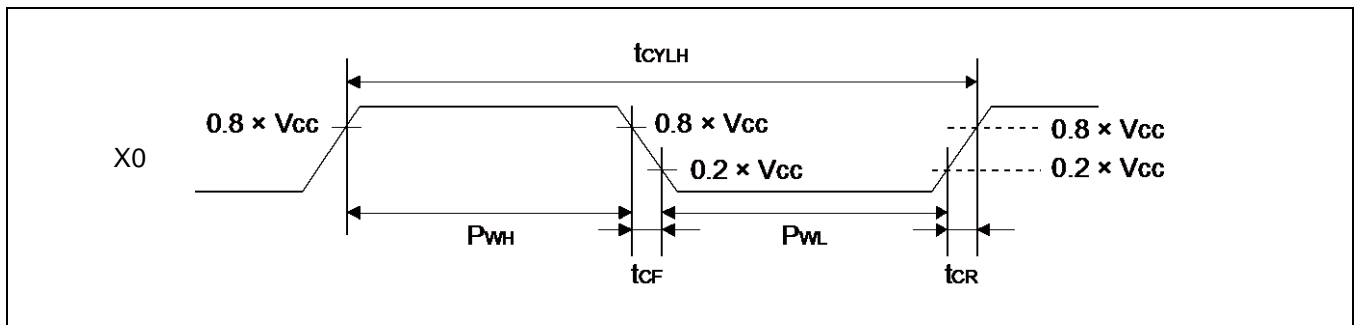 tCYLH
0.8 × VCC
0.8 × VCC
0.8 × VCC
X0
0.2 × VCC
0.2 × VCC
PWH
PWL
tCF
tCR